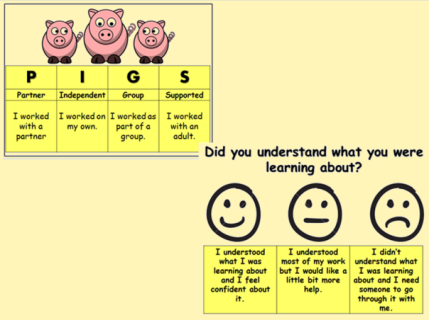 P I G S
Partner Independent Group Supported
I worked with a partner
I worked on my own.
I worked as part of a group.
I worked with an adult.
Did you understand what you were
learning about?
I understood
what I was
learning about
and I feel
confident about
it.
I understood
most of my work
but I would like a
little bit more
help.
I didn't
understand what
I was learning
about and I need
someone to go
through it with
me.